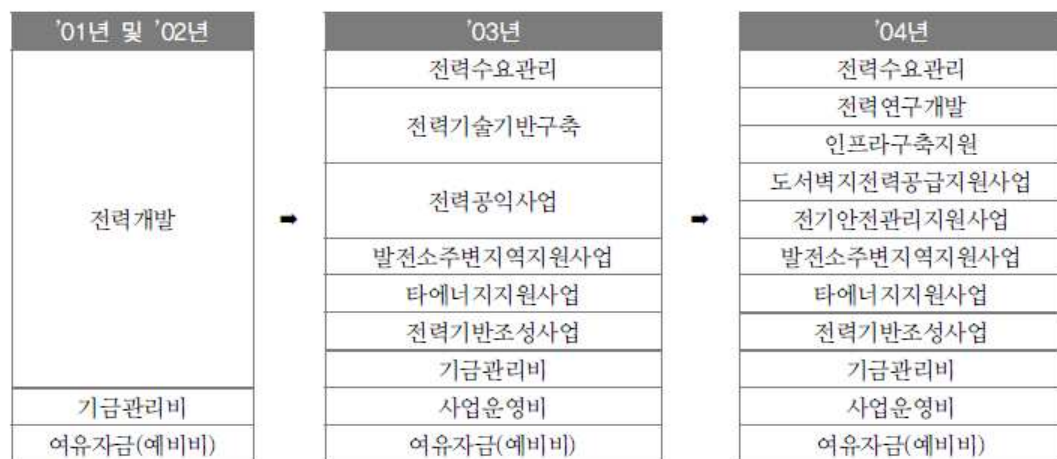 '01년 및 '02년
전력개발
기금관리비
여유자금(예비비)
➡
'03년
전력수요관리
전력기술기반구축
전력공익사업
발전소주변지역지원사업
타에너지지원사업
전력기반조성사업
기금관리비
사업운영비
여유자금(예비비)
➡
'04년
전력수요관리
전력연구개발
인프라구축지원
도서벽지전력공급지원사업
전기안전관리지원사업
발전소주변지역지원사업
타에너지지원사업
전력기반조성사업
기금관리비
사업운영비
여유자금(예비비)